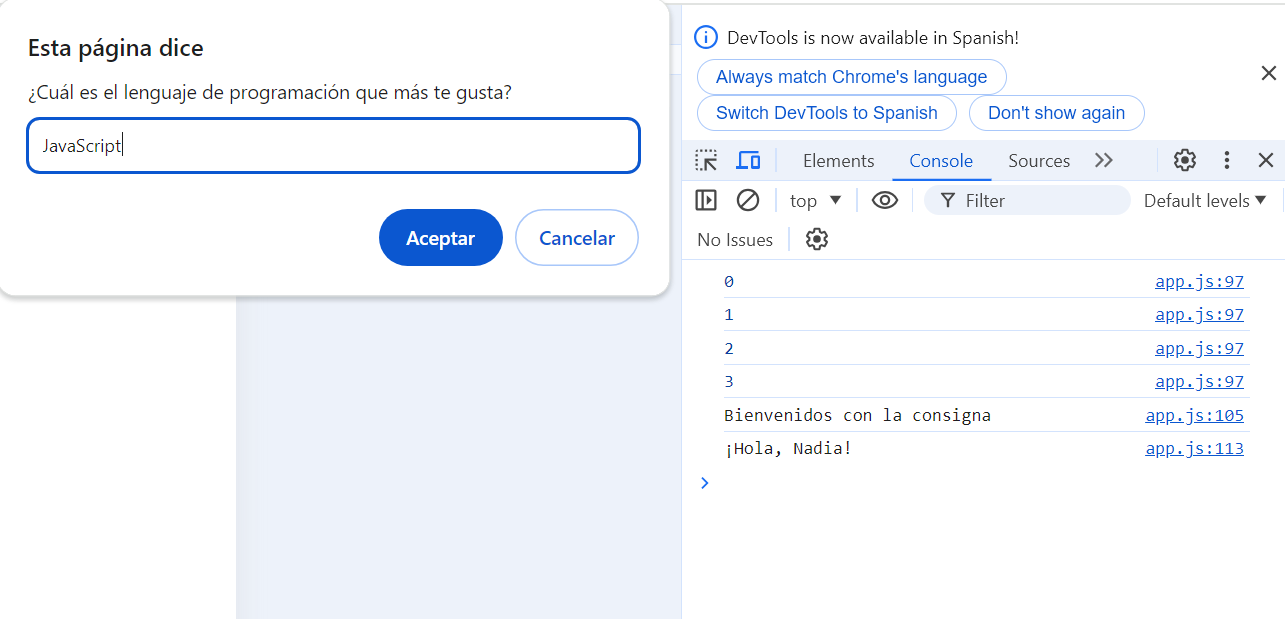 Esta página dice
¿Cuál es el lenguaje de programación que más te gusta?
JavaScript
Aceptar Cancelar
DevTools is now available in Spanish!
Always match Chrome's language
Switch DevTools to Spanish Don't show again
Elements Console Sources
top Filter Default levels
No Issues
0 app.js:97
1 app.js:97
2 app.js:97
3 app.js:97
Bienvenidos con la consigna app.js:105
¡Hola, Nadia! app.js:113